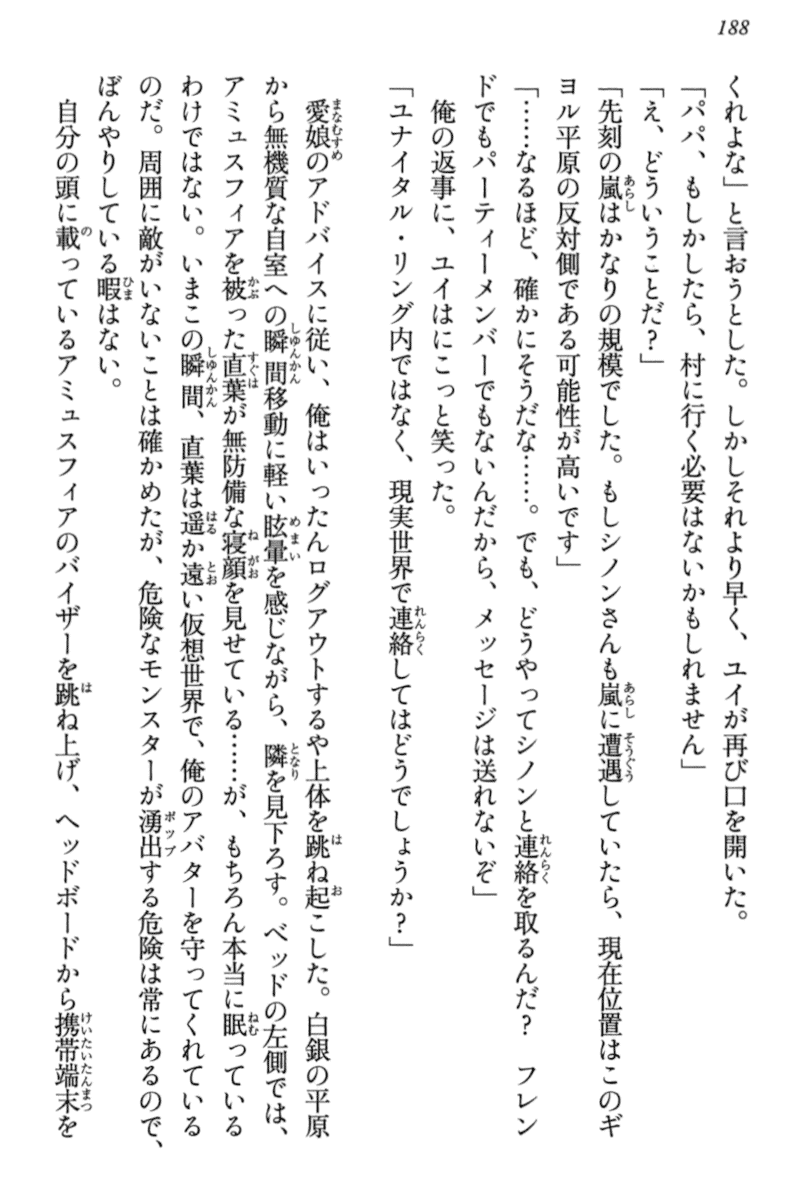 188
くれよな」と言おうとした。しかしそれより早く、ユイが再び口を開いた。
「パパ、もしかしたら、村に行く必要はないかもしれません」
「え、どういうことだ？」
「先刻の嵐はかなりの規模でした。もしシノンさんも嵐に遭遇していたら、現在位置はこのギ
ヨル平原の反対側である可能性が高いです」
「……なるほど、確かにそうだな……。でも、どうやってシノンと連絡を取るんだ？　フレン
ドでもパーティーメンバーでもないんだから、メッセージは送れないぞ」
俺の返事に、ユイはにこっと笑った。
「ユナイタル・リング内ではなく、現実世界で連絡してはどうでしょうか？」
愛娘のアドバイスに従い、俺はいったんログアウトするや上体を跳ね起こした。白銀の平原
から無機質な自室への瞬間移動に軽い眩暈を感じながら、隣を見下ろす。ベッドの左側では、
アミュスフィアを被った直葉が無防備な寝顔を見せている……が、もちろん本当に眠っている
わけではない。いまこの瞬間、直葉は遥か遠い仮想世界で、俺のアバターを守ってくれている
のだ。周囲に敵がいないことは確かめたが、危険なモンスターが湧出する危険は常にあるので、
ぼんやりしている暇はない。
自分の頭に載っているアミュスフィアのバイザーを跳ね上げ、ヘッドボードから携帯端末を